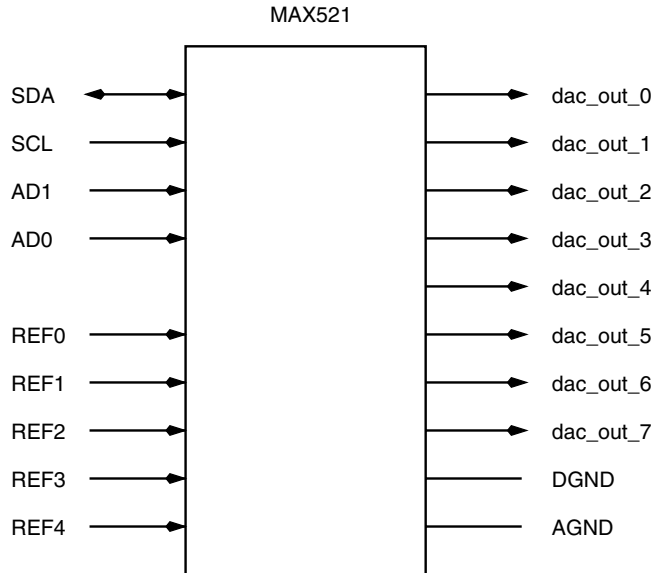 MAX521
SDA
dac_out_0
SCL
dac_out_1
AD1
dac_out_2
AD0
dac_out_3
dac_out_4
REF0
dac_out_5
REF1
dac_out_6
REF2
dac_out_7
REF3
DGND
REF4
AGND